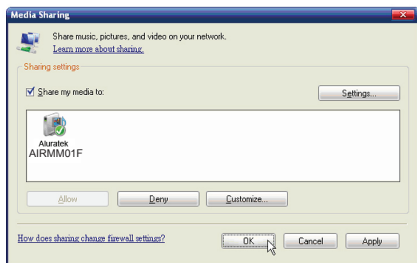 Media Sharing
Share music, pictures, and video on your network.
Learn more about sharing.
Sharing settings
Share my media to:
Settings...
Aluratek
AIRMM01F
Allow
Deny
Customize...
How does sharing change firewall settings?
OK
Cancel
Apply